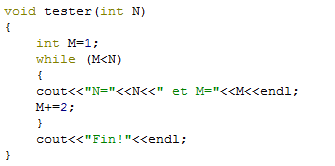 void tester(int N)
{
int M=1;
while (M<N)
{
cout<<"N="<<N<<" et M="<<M<<endl;
M+=2;
}
cout<<"Fin!"<<endl;
}